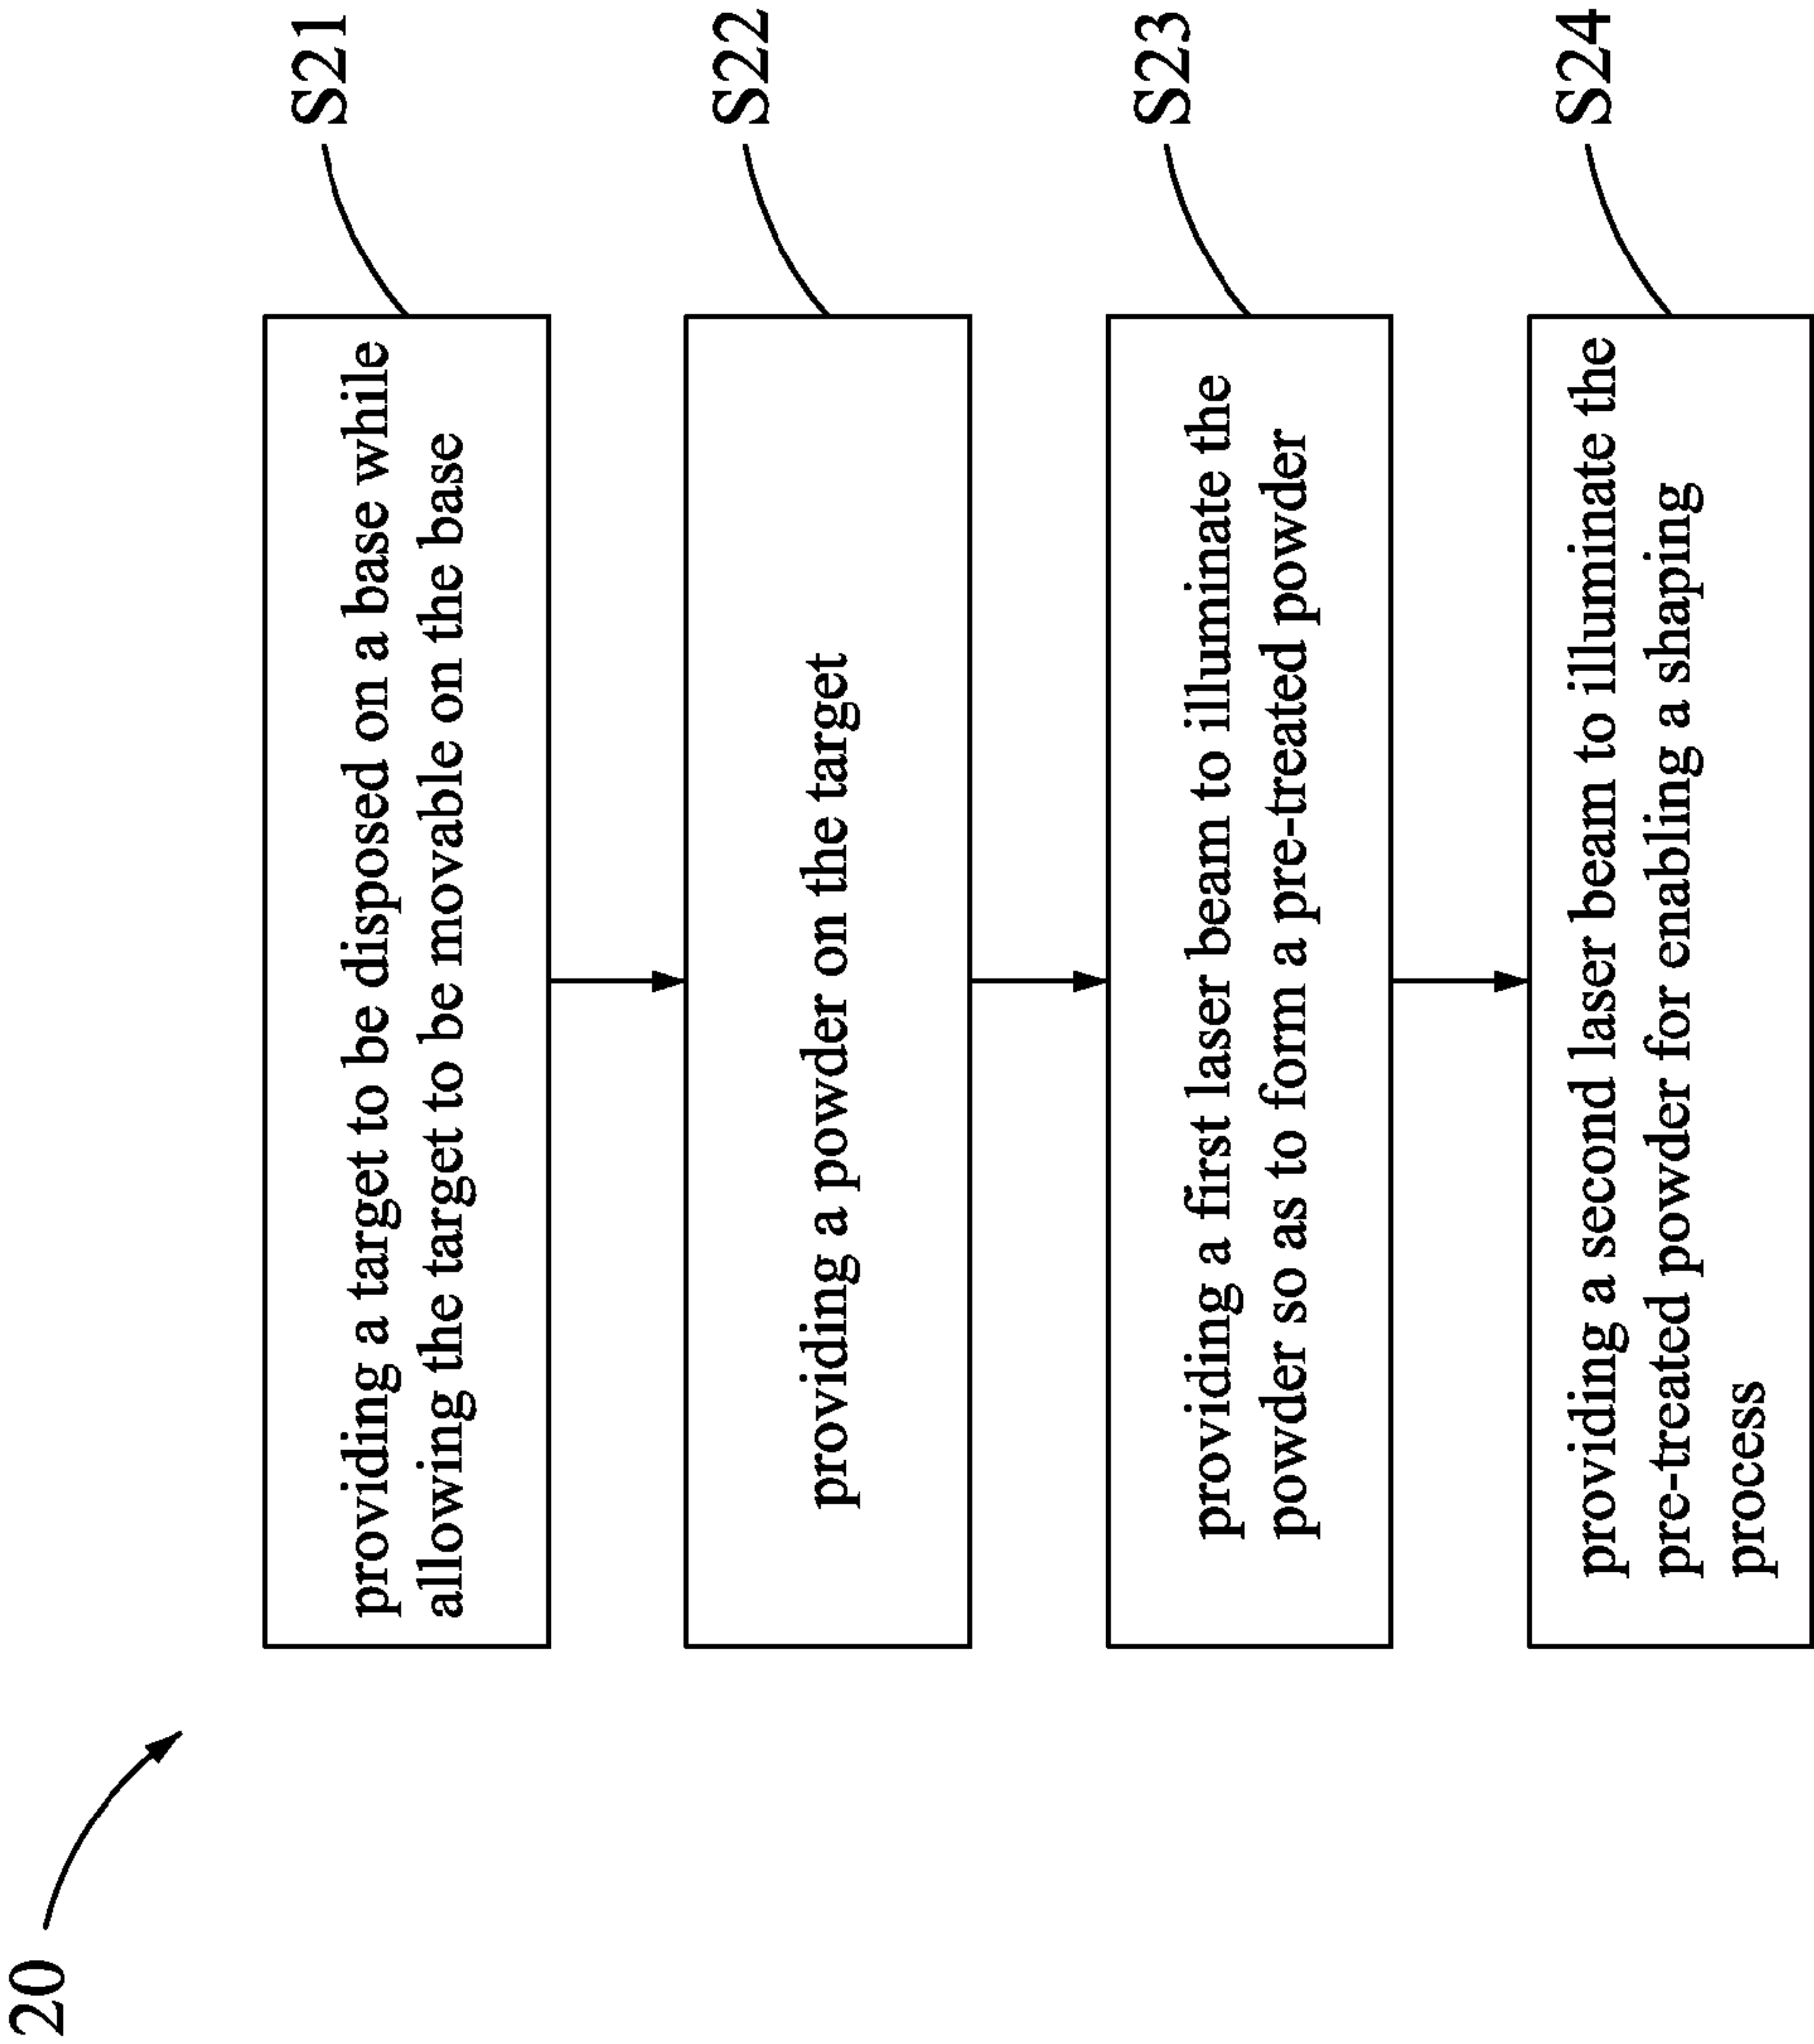 20
S21
providing a target to be disposed on a base while
allowing the target to be movable on the base
S22
providing a powder on the target
S23
providing a first laser beam to illuminate the
powder so as to form a pre-treated powder
S24
providing a second laser beam to illuminate the
pre-treated powder for enabling a shaping
process